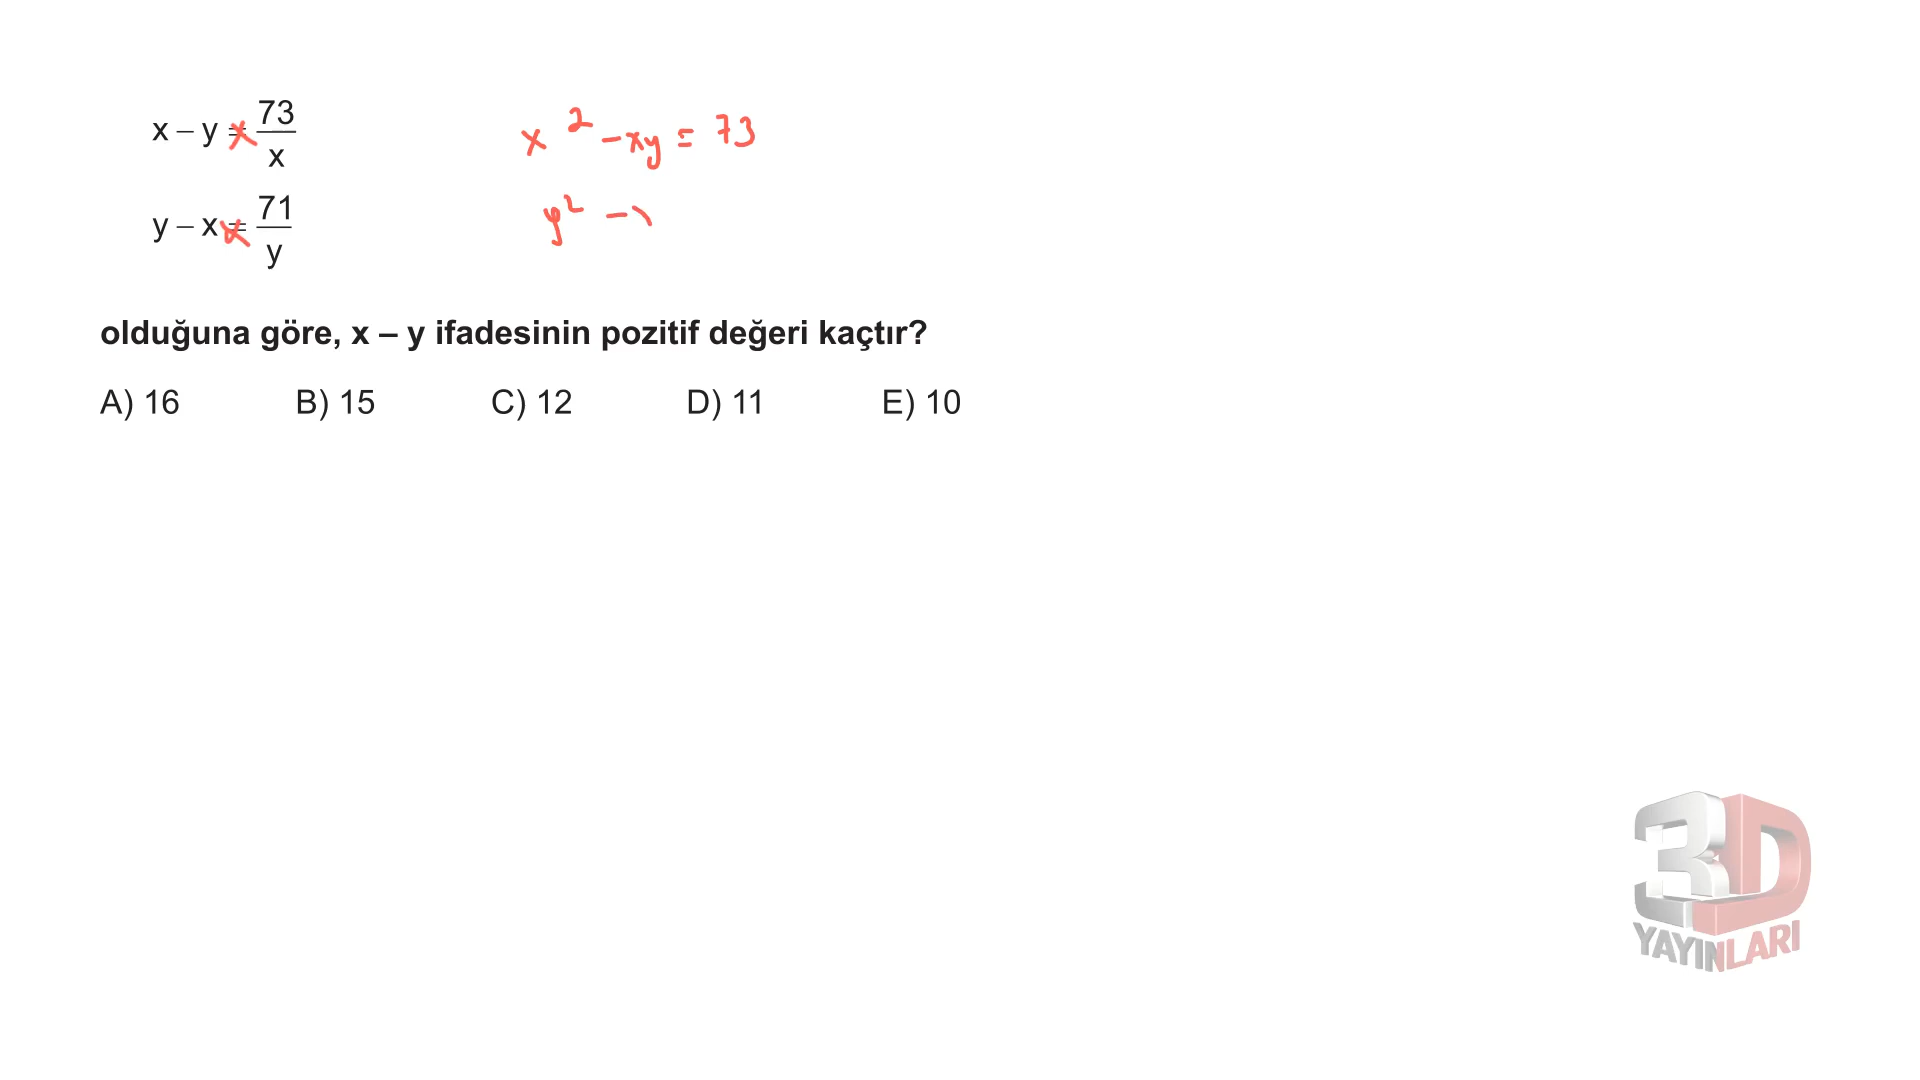 x – y = 73/x
x² – xy = 73
y – x = 71/y
y² –
olduğuna göre, x – y ifadesinin pozitif değeri kaçtır?
A) 16 B) 15 C) 12 D) 11 E) 10
3D
YAYINLARI